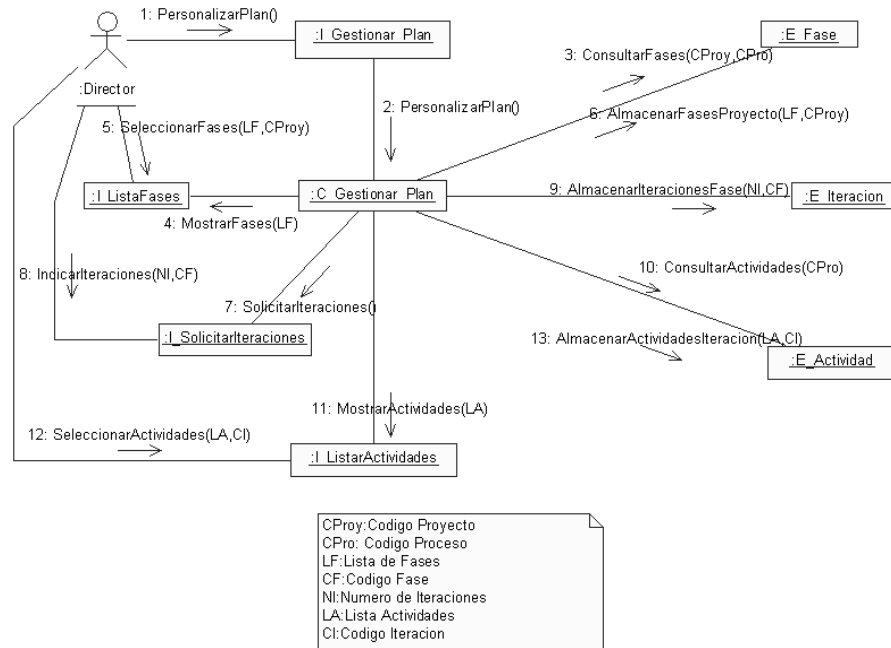 1: PersonalizarPlan()
:I_Gestionar_Plan
:E_Fase
3: ConsultarFases(CProy,CPro)
:Director
2: PersonalizarPlan()
6: AlmacenarFasesProyecto(LF,CProy)
5: SeleccionarFases(LF,CProy)
:I_ListaFases
:C_Gestionar_Plan
9: AlmacenarIteracionesFase(NI,CF)
:E_Iteracion
4: MostrarFases(LF)
8: IndicarIteraciones(NI,CF)
10: ConsultarActividades(CPro)
7: SolicitarIteraciones()
:I_SolicitarIteraciones
13: AlmacenarActividadesIteracion(LA,CI)
:E_Actividad
11: MostrarActividades(LA)
12: SeleccionarActividades(LA,CI)
:I_ListarActividades
CProy:Codigo Proyecto
CPro: Codigo Proceso
LF:Lista de Fases
CF:Codigo Fase
NI:Numero de Iteraciones
LA:Lista Actividades
CI:Codigo Iteracion